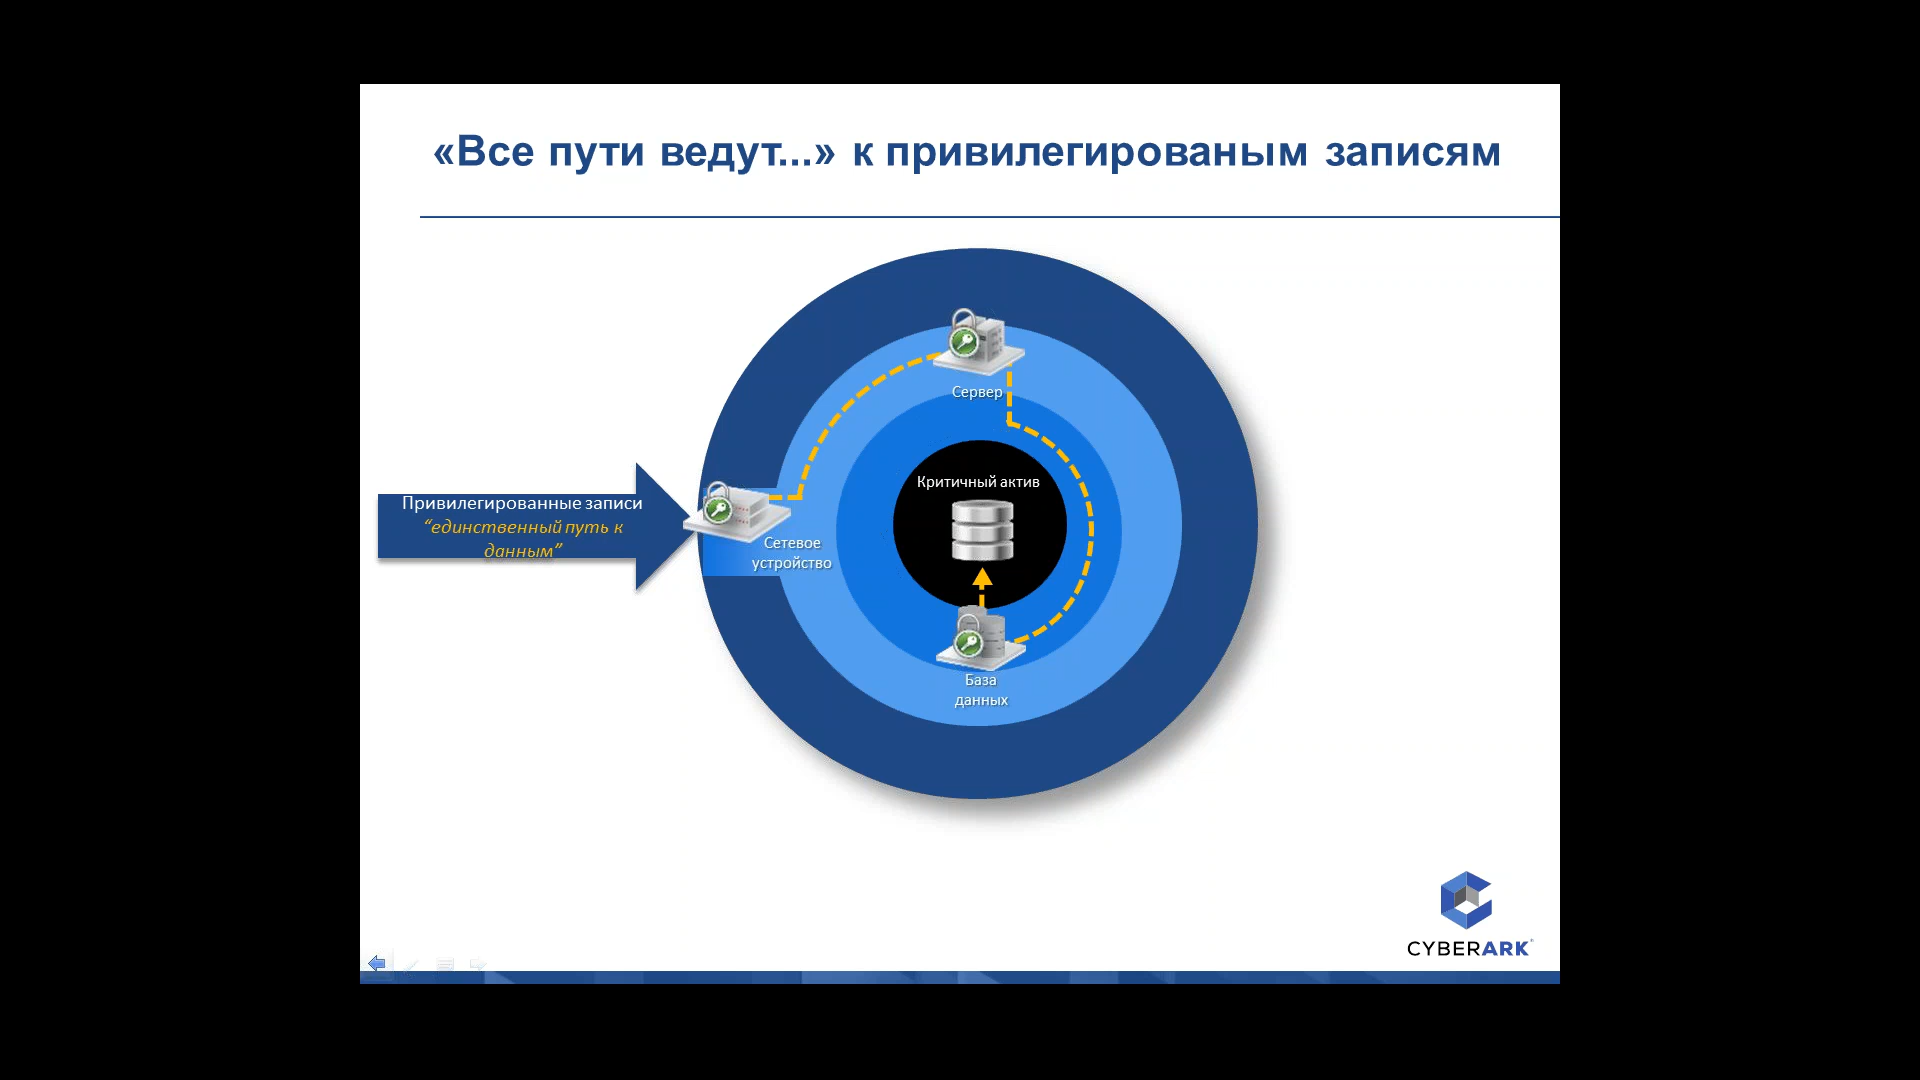 «Все пути ведут...» к привилегированым записям
Сервер
Критичный актив
Привилегированные записи
“единственный путь к
данным”
Сетевое
устройство
База
данных
CYBERARK